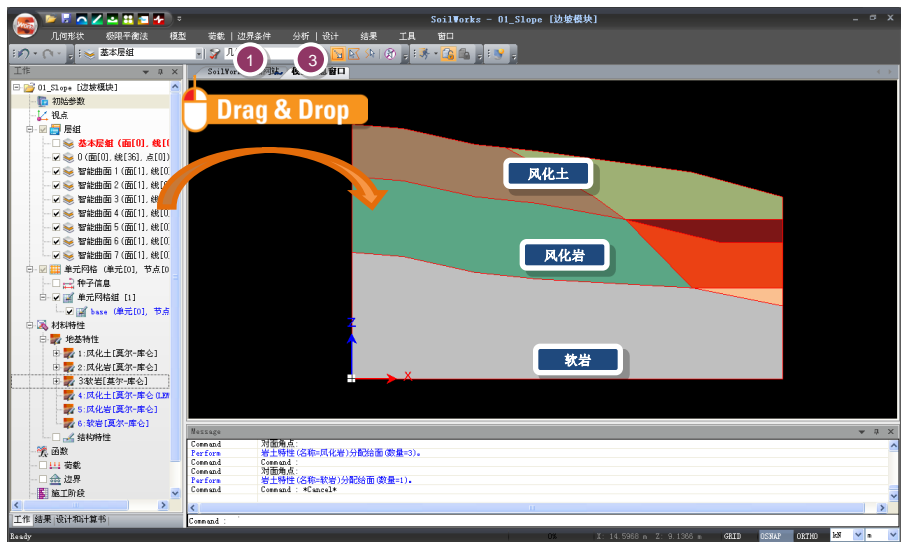 SoilWorks - 01_Slope [边坡模块]
几何形状 极限平衡法 模型 荷载 | 边界条件 分析 | 设计 结果 工具 窗口
基本层组
1 3
工作
Drag & Drop
01_Slope [边坡模块]
初始参数
视点
层组
基本层组 (面[0], 线[
0 (面[0], 线[36], 点[0])
智能曲面 1 (面[1], 线[0
智能曲面 2 (面[1], 线[0
智能曲面 3 (面[1], 线[0
智能曲面 4 (面[1], 线[0
智能曲面 5 (面[1], 线[0
智能曲面 6 (面[1], 线[0
智能曲面 7 (面[1], 线[0
单元网格 (单元[0], 节点[0
种子信息
单元网格组 [1]
base (单元[0], 节点
材料特性
地基特性
1:风化土[莫尔-库仑]
2:风化岩[莫尔-库仑]
3:软岩[莫尔-库仑]
4:风化土[莫尔-库仑(LEM
5:风化岩[莫尔-库仑]
6:软岩[莫尔-库仑]
结构特性
函数
荷载
边界
施工阶段
工作 结果 设计和计算书
风化土
风化岩
软岩
Z
X
Message
Command 对面角点:
Perform 岩土特性(名称=风化岩)分配给面(数量=3)。
Command Command :
Command 对面角点:
Perform 岩土特性(名称=软岩)分配给面(数量=1)。
Command Command : *Cancel*
Command :
Ready 0% X: 14.5968 m Z: 9.1366 m GRID OSNAP ORTHO kN m